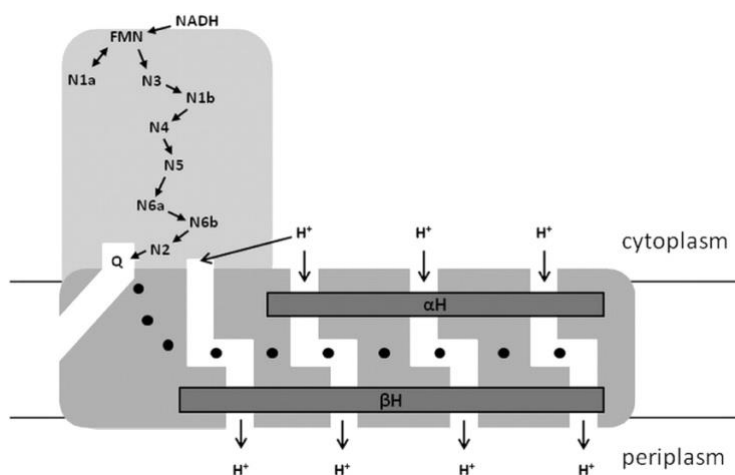 NADH
FMN
N1a
N3
N1b
N4
N5
N6a
N6b
N2
Q
H⁺
H⁺
H⁺
cytoplasm
αH
βH
H⁺
H⁺
H⁺
H⁺
periplasm